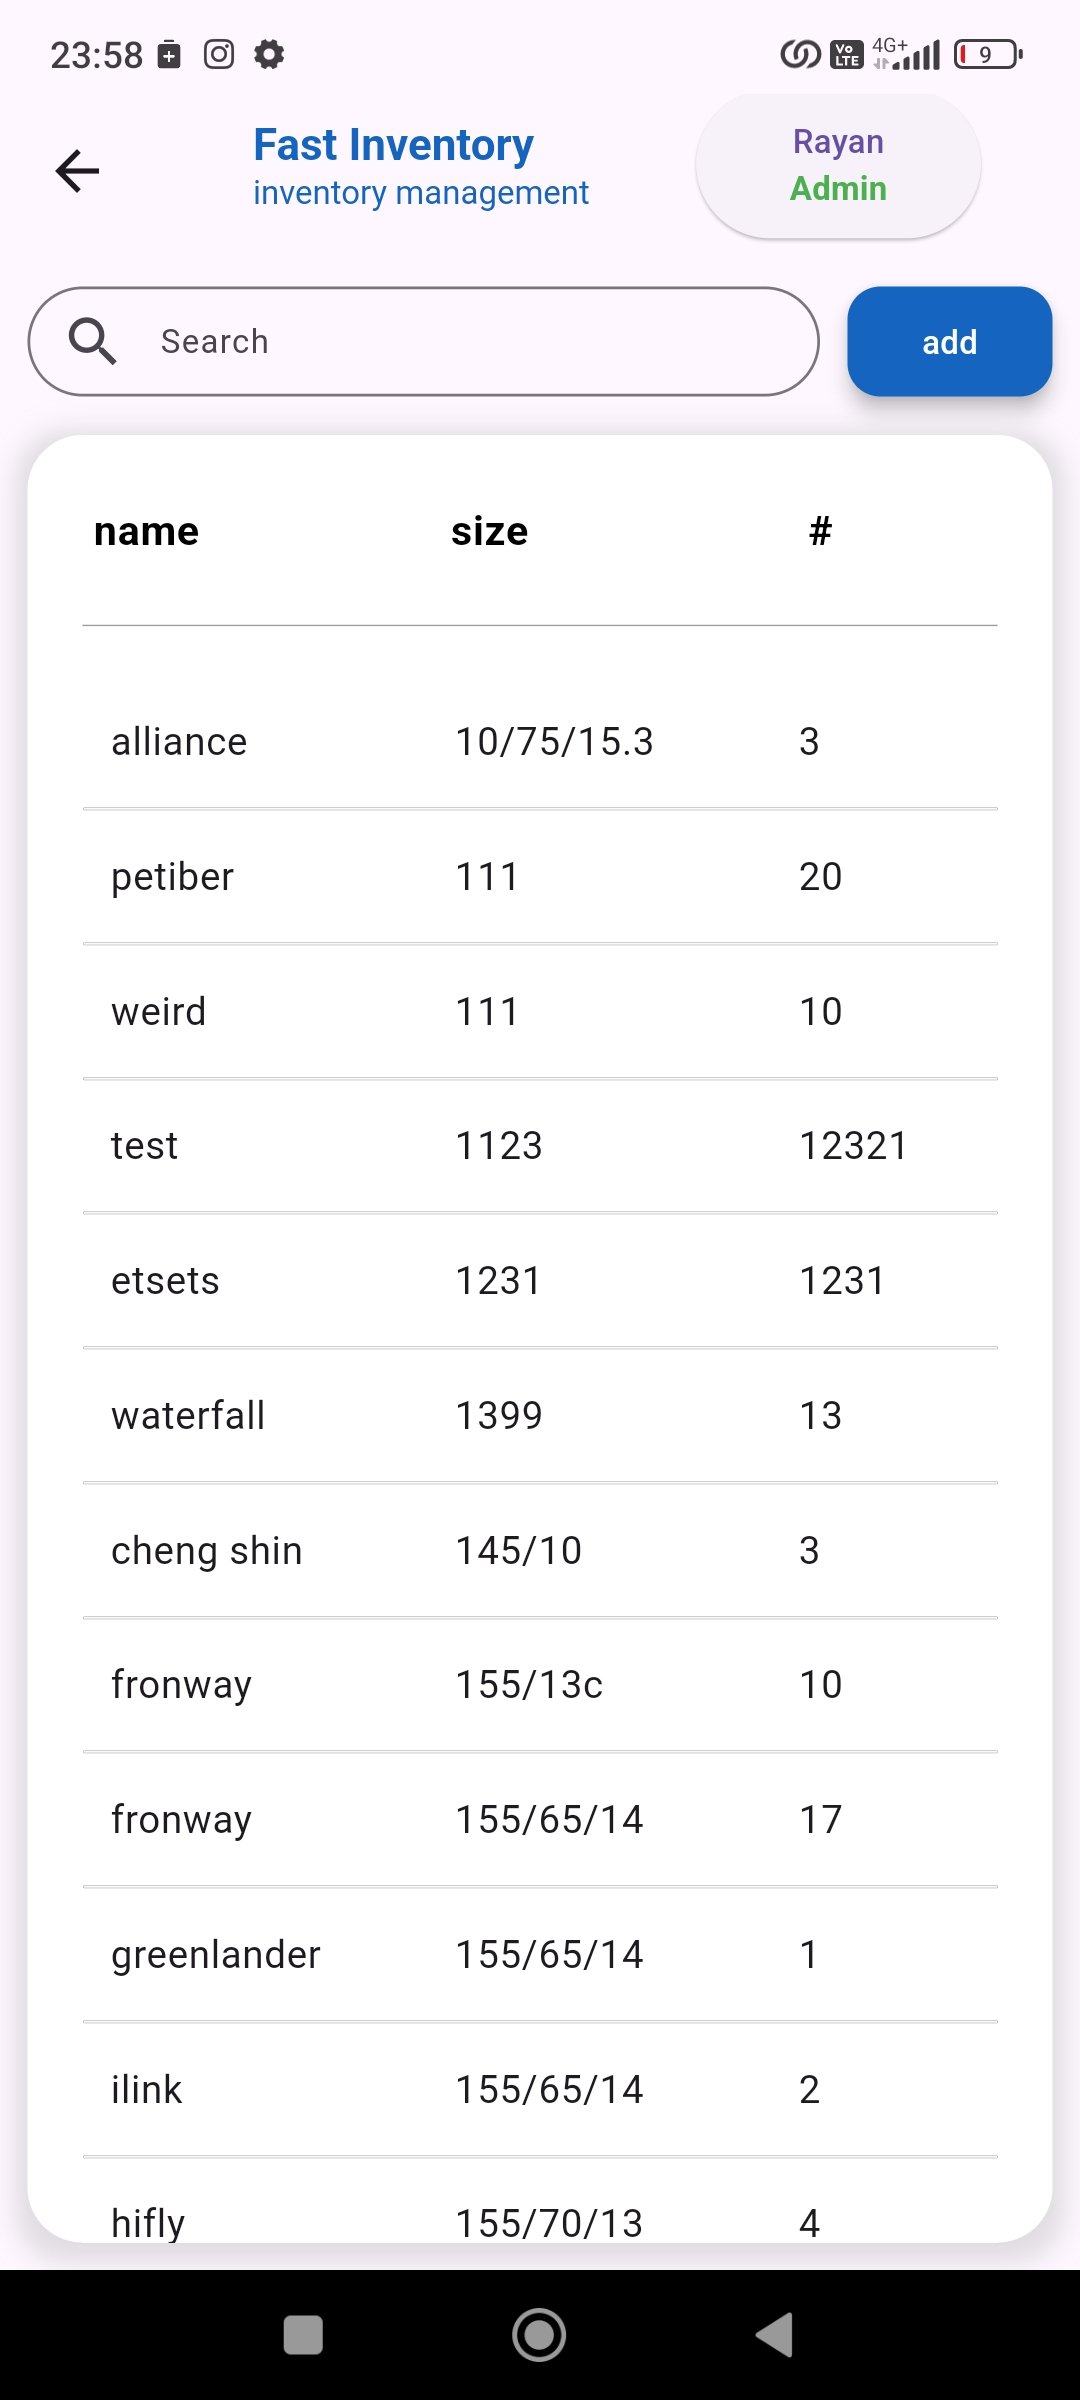 23:58 Vo LTE 4G+ 9
Fast Inventory
inventory management
Rayan
Admin
Search
add
name size #
alliance 10/75/15.3 3
petiber 111 20
weird 111 10
test 1123 12321
etsets 1231 1231
waterfall 1399 13
cheng shin 145/10 3
fronway 155/13c 10
fronway 155/65/14 17
greenlander 155/65/14 1
ilink 155/65/14 2
hifly 155/70/13 4